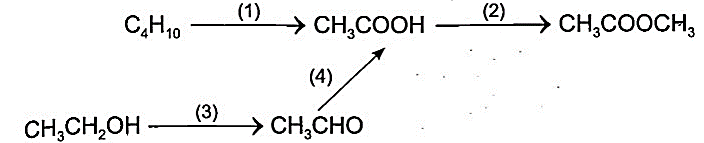 C₄H₁₀ (1) CH₃COOH (2) CH₃COOCH₃
(4)
CH₃CH₂OH (3) CH₃CHO